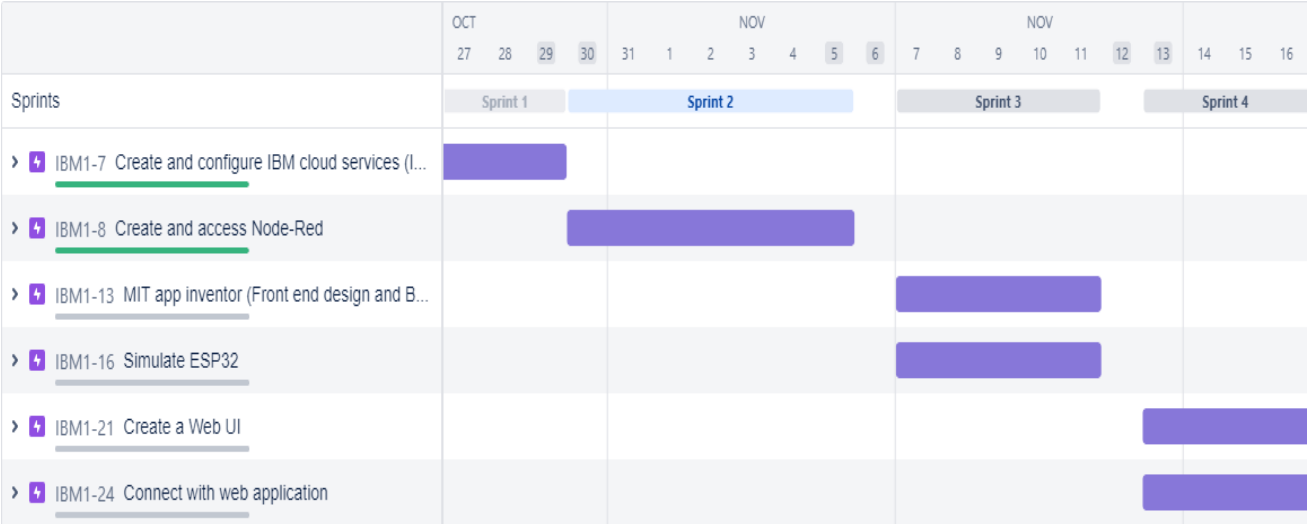 OCT NOV NOV
27 28 29 30 31 1 2 3 4 5 6 7 8 9 10 11 12 13 14 15 16
Sprints Sprint 1 Sprint 2 Sprint 3 Sprint 4
IBM1-7 Create and configure IBM cloud services (I...
IBM1-8 Create and access Node-Red
IBM1-13 MIT app inventor (Front end design and B...
IBM1-16 Simulate ESP32
IBM1-21 Create a Web UI
IBM1-24 Connect with web application